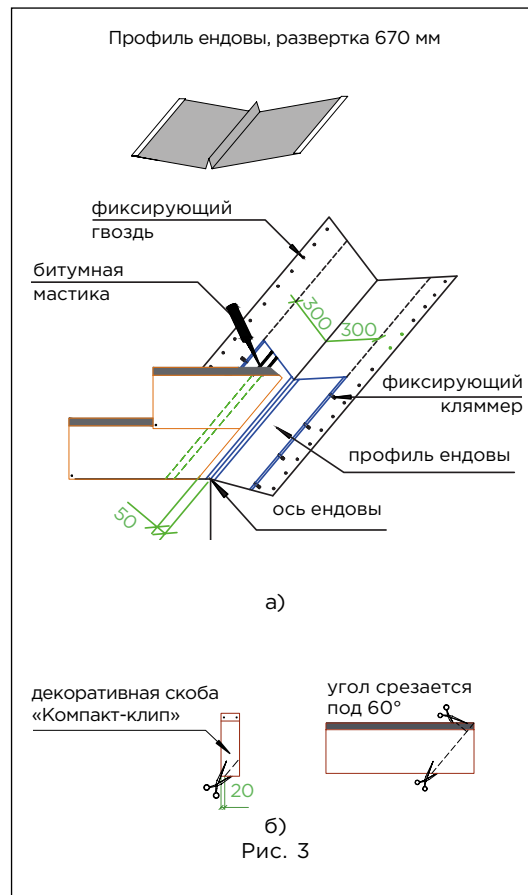 Профиль ендовы, развертка 670 мм
фиксирующий
гвоздь
битумная
мастика
300
300
фиксирующий
кляммер
профиль ендовы
ось ендовы
50
а)
декоративная скоба
«Компакт-клип»
угол срезается
под 60°
20
б)
Рис. 3